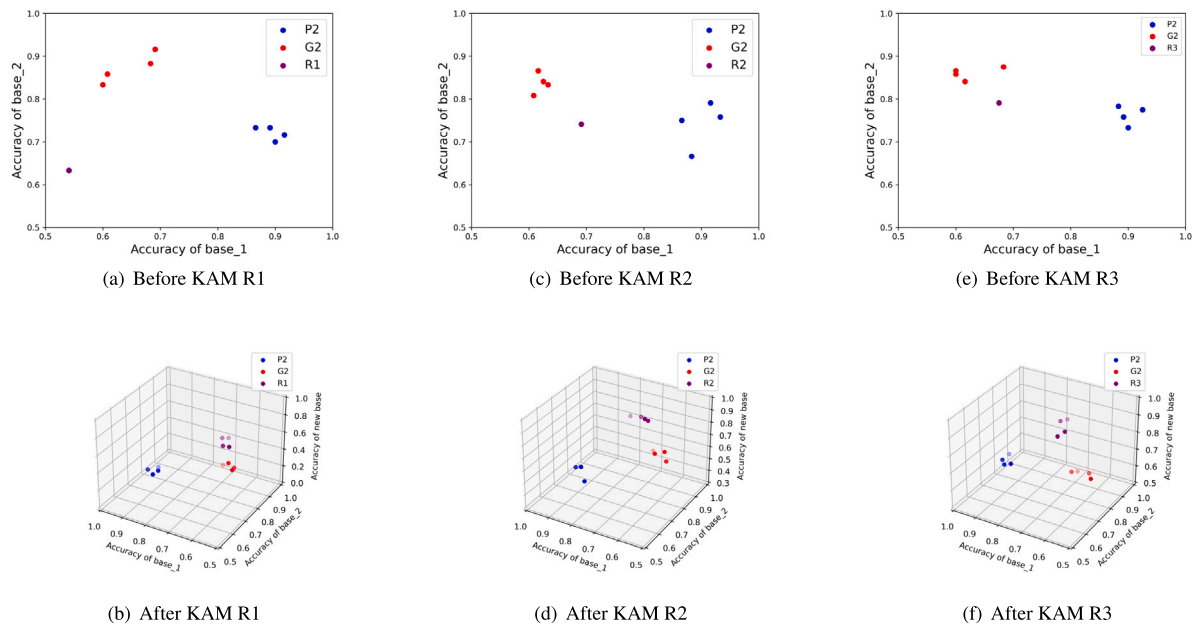 1.0
0.9
0.8
0.7
0.6
0.5
Accuracy of base_2
0.5
0.6
0.7
0.8
0.9
1.0
Accuracy of base_1
P2
G2
R1
(a) Before KAM R1
1.0
0.9
0.8
0.7
0.6
0.5
Accuracy of base_2
0.5
0.6
0.7
0.8
0.9
1.0
Accuracy of base_1
P2
G2
R2
(c) Before KAM R2
1.0
0.9
0.8
0.7
0.6
0.5
Accuracy of base_2
0.5
0.6
0.7
0.8
0.9
1.0
Accuracy of base_1
P2
G2
R3
(e) Before KAM R3
P2
G2
R1
1.0
0.8
0.6
0.4
0.2
0.0
Accuracy of new base
1.0
0.9
0.8
0.7
0.6
0.5
Accuracy of base_2
1.0
0.9
0.8
0.7
0.6
0.5
Accuracy of base_1
(b) After KAM R1
P2
G2
R2
1.0
0.9
0.8
0.7
0.6
0.5
0.4
0.3
Accuracy of new base
1.0
0.9
0.8
0.7
0.6
0.5
Accuracy of base_2
1.0
0.9
0.8
0.7
0.6
0.5
Accuracy of base_1
(d) After KAM R2
P2
G2
R3
1.0
0.9
0.8
0.7
0.6
0.5
Accuracy of new base
1.0
0.9
0.8
0.7
0.6
0.5
Accuracy of base_2
1.0
0.9
0.8
0.7
0.6
0.5
Accuracy of base_1
(f) After KAM R3